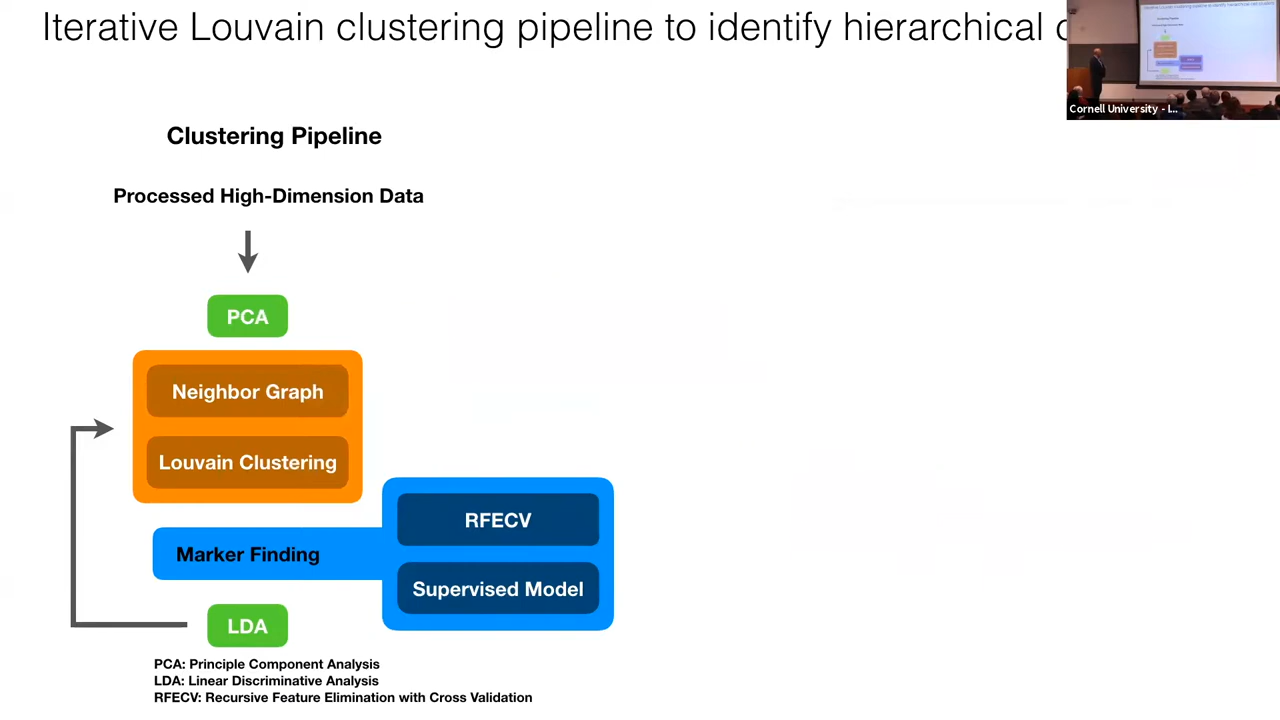 Iterative Louvain clustering pipeline to identify hierarchical
Cornell University - I...
Clustering Pipeline
Processed High-Dimension Data
PCA
Neighbor Graph
Louvain Clustering
RFECV
Marker Finding
Supervised Model
LDA
PCA: Principle Component Analysis
LDA: Linear Discriminative Analysis
RFECV: Recursive Feature Elimination with Cross Validation